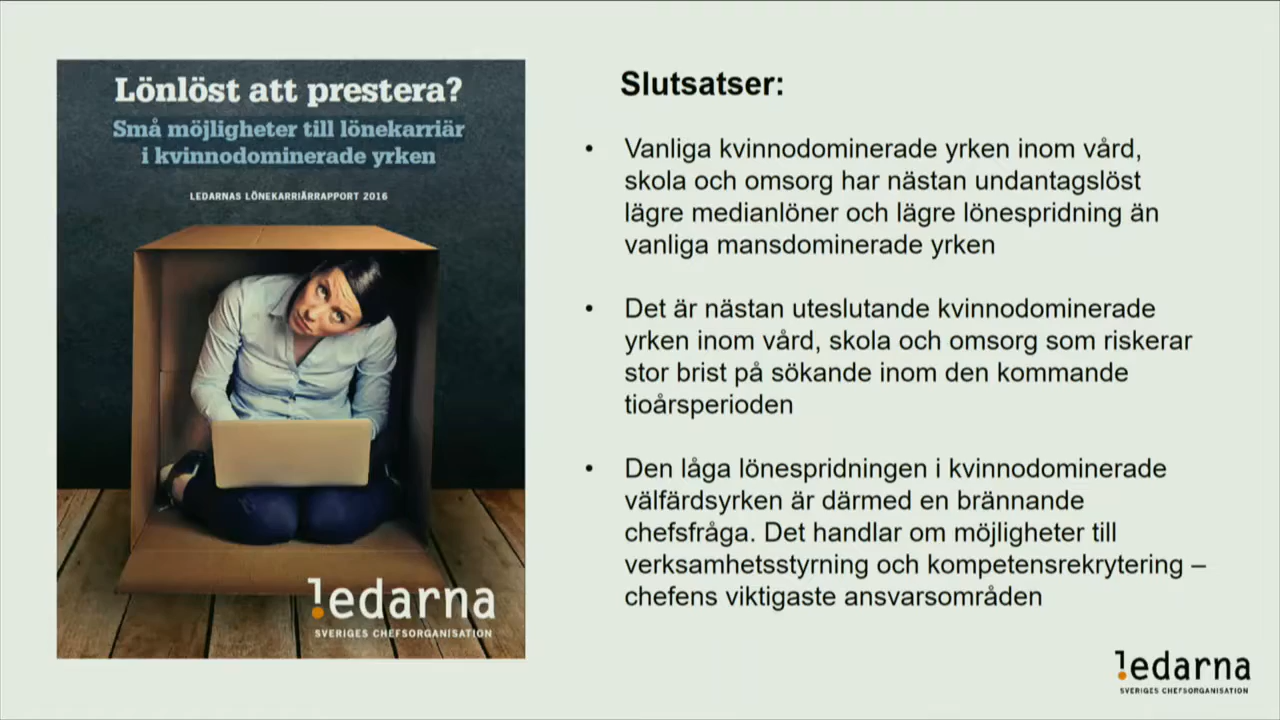 Lönlöst att prestera?
Små möjligheter till lönekarriär
i kvinnodominerade yrken
LEDARNAS LÖNEKARRIÄRRAPPORT 2016
ledarna
SVERIGES CHEFSORGANISATION
Slutsatser:
• Vanliga kvinnodominerade yrken inom vård,
skola och omsorg har nästan undantagslöst
lägre medianlöner och lägre lönespridning än
vanliga mansdominerade yrken
• Det är nästan uteslutande kvinnodominerade
yrken inom vård, skola och omsorg som riskerar
stor brist på sökande inom den kommande
tioårsperioden
• Den låga lönespridningen i kvinnodominerade
välfärdsyrken är därmed en brännande
chefsfråga. Det handlar om möjligheter till
verksamhetsstyrning och kompetensrekrytering –
chefens viktigaste ansvarsområden
ledarna
SVERIGES CHEFSORGANISATION